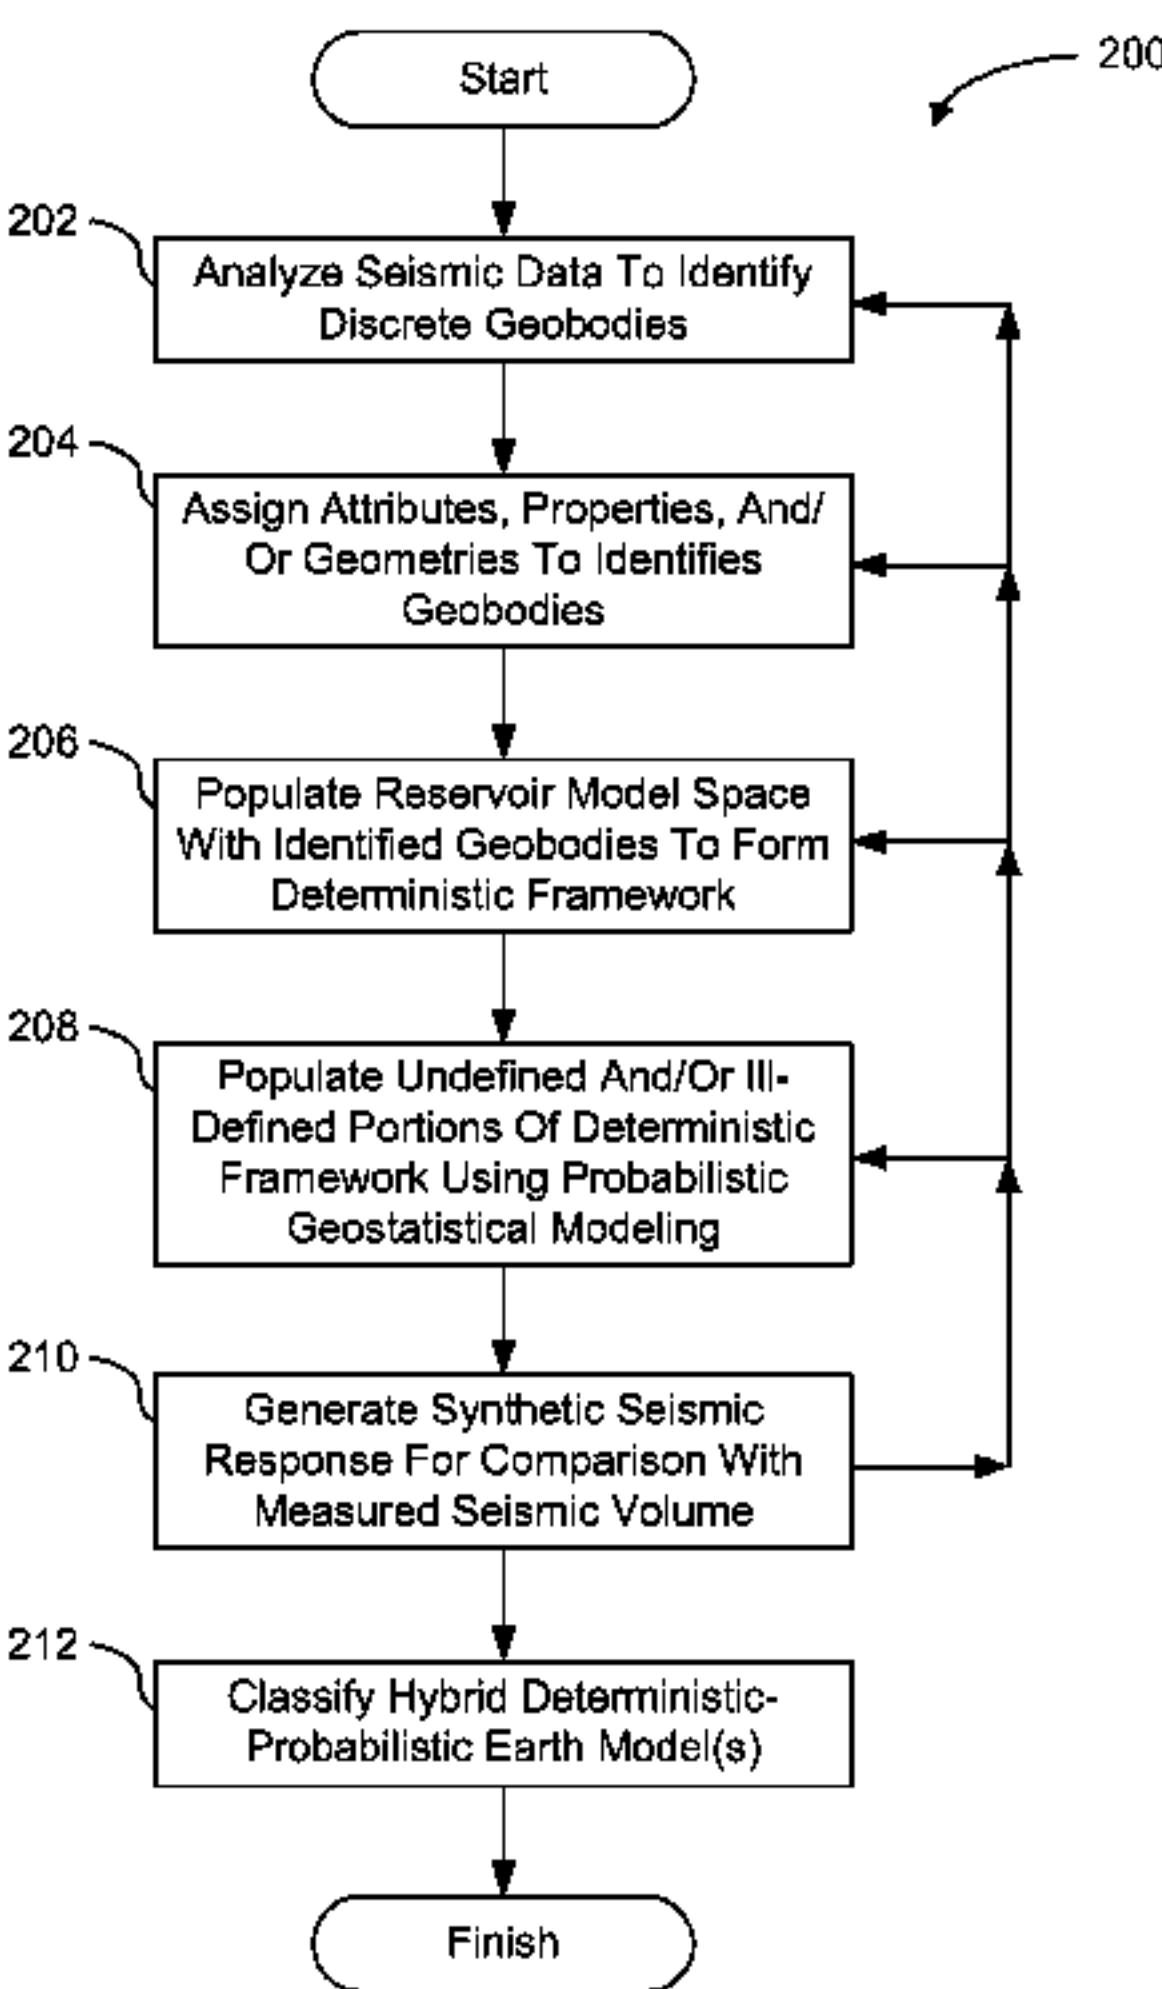 Start
200
202
Analyze Seismic Data To Identify
Discrete Geobodies
204
Assign Attributes, Properties, And/
Or Geometries To Identifies
Geobodies
206
Populate Reservoir Model Space
With Identified Geobodies To Form
Deterministic Framework
208
Populate Undefined And/Or Ill-
Defined Portions Of Deterministic
Framework Using Probabilistic
Geostatistical Modeling
210
Generate Synthetic Seismic
Response For Comparison With
Measured Seismic Volume
212
Classify Hybrid Deterministic-
Probabilistic Earth Model(s)
Finish